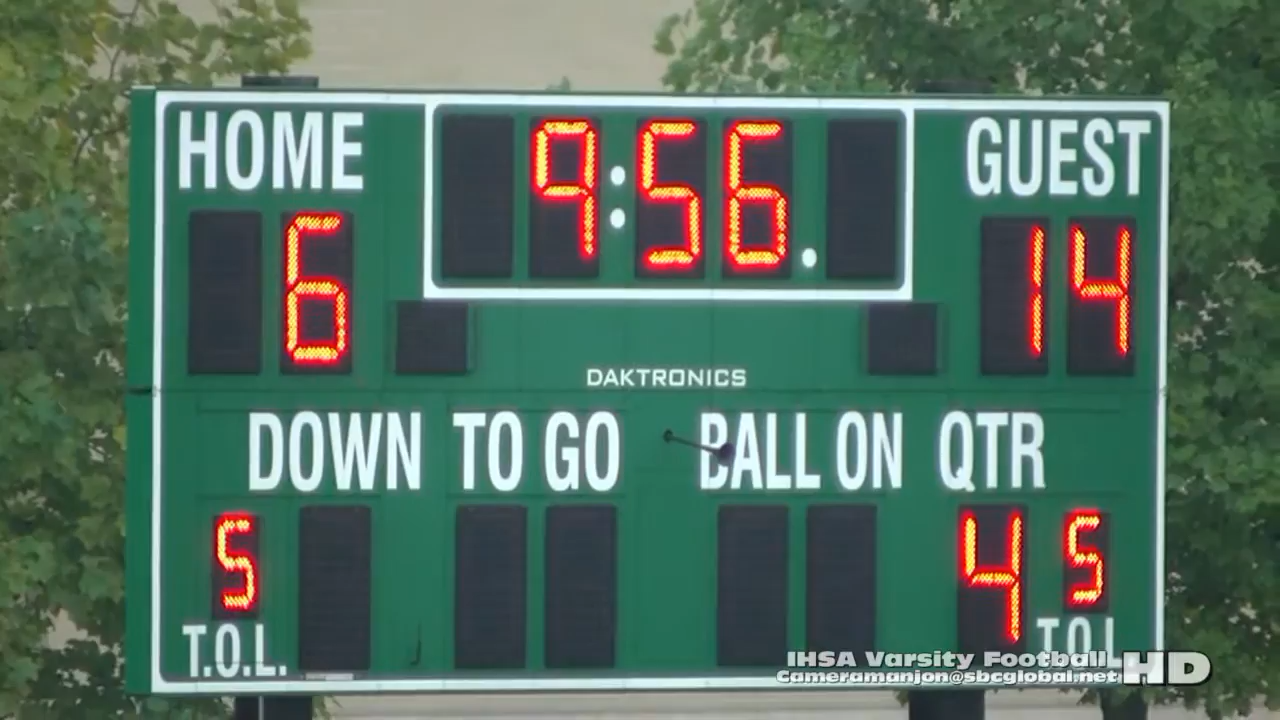 HOME 9:56. GUEST
6 14
DAKTRONICS
DOWN TO GO BALL ON QTR
5 4 5
T.O.L. T.O.L.
IHSA Varsity Football HD
Cameramanjon@sbcglobal.net